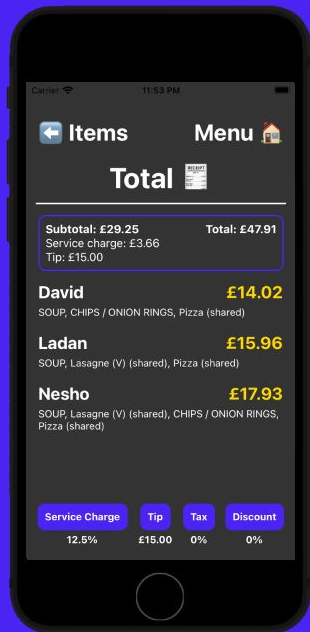 Carrier 11:53 PM
Items Menu
Total
RECEIPT
Subtotal: £29.25 Total: £47.91
Service charge: £3.66
Tip: £15.00
David £14.02
SOUP, CHIPS / ONION RINGS, Pizza (shared)
Ladan £15.96
SOUP, Lasagne (V) (shared), Pizza (shared)
Nesho £17.93
SOUP, Lasagne (V) (shared), CHIPS / ONION RINGS,
Pizza (shared)
Service Charge Tip Tax Discount
12.5% £15.00 0% 0%